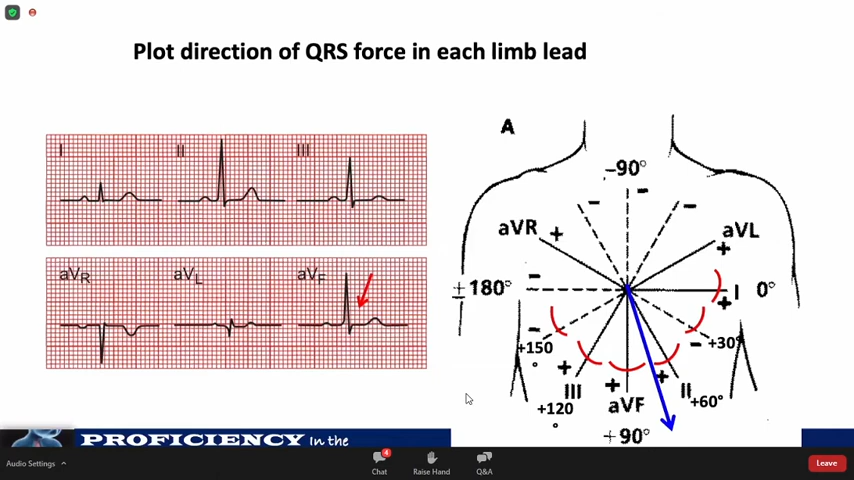 Plot direction of QRS force in each limb lead
I II III
aVR aVL aVF
A
–90°
aVR + – – – aVL +
±180° – I + 0°
– +150° – +30°
+ III + aVF + II +60°
+120°
+90°
PROFICIENCY In the
Audio Settings
4
Chat
Raise Hand
Q&A
Leave